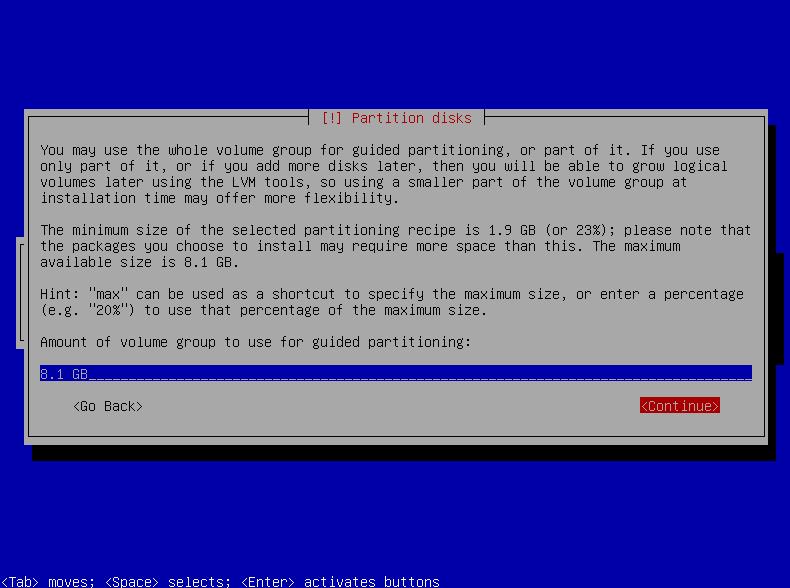 [!] Partition disks
You may use the whole volume group for guided partitioning, or part of it. If you use
only part of it, or if you add more disks later, then you will be able to grow logical
volumes later using the LVM tools, so using a smaller part of the volume group at
installation time may offer more flexibility.
The minimum size of the selected partitioning recipe is 1.9 GB (or 23%); please note that
the packages you choose to install may require more space than this. The maximum
available size is 8.1 GB.
Hint: "max" can be used as a shortcut to specify the maximum size, or enter a percentage
(e.g. "20%") to use that percentage of the maximum size.
Amount of volume group to use for guided partitioning:
8.1 GB
<Go Back> <Continue>
<Tab> moves; <Space> selects; <Enter> activates buttons